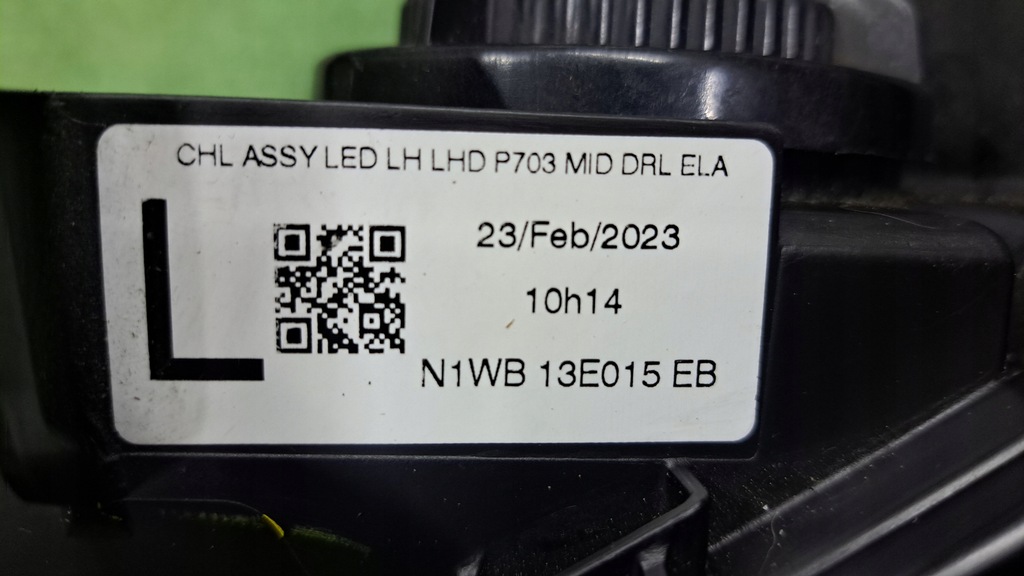 CHL ASSY LED LH LHD P703 MID DRL ELA
L
23/Feb/2023
10h14
N1WB 13E015 EB